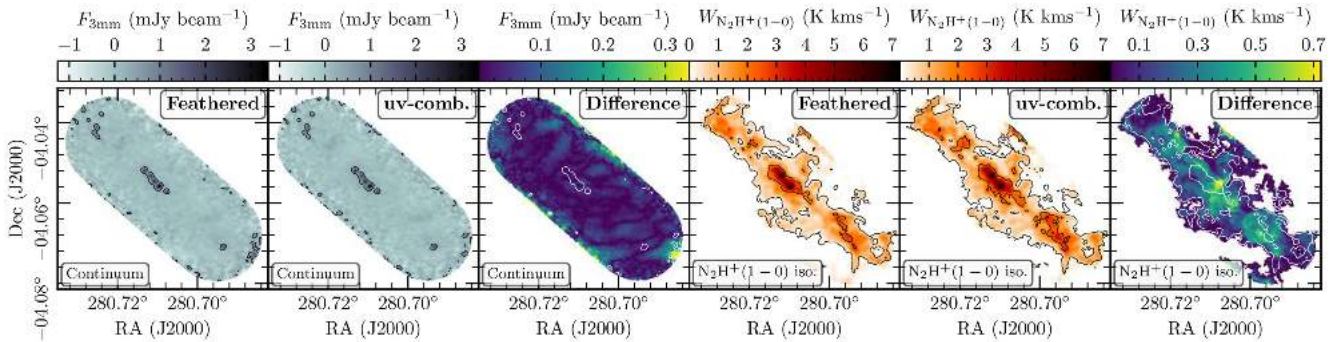 F3mm (mJy beam−1) F3mm (mJy beam−1) F3mm (mJy beam−1) WN2H+(1−0) (K kms−1) WN2H+(1−0) (K kms−1) WN2H+(1−0) (K kms−1)
−1 0 1 2 3 −1 0 1 2 3 0.1 0.2 0.3 1 2 3 4 5 6 7 1 2 3 4 5 6 7 0.1 0.3 0.5 0.7
Feathered uv-comb. Difference Feathered uv-comb. Difference
Dec (J2000)
−04.04°
−04.06°
−04.08°
Continuum Continuum Continuum N2H+(1−0) iso. N2H+(1−0) iso. N2H+(1−0) iso.
280.72° 280.70° 280.72° 280.70° 280.72° 280.70° 280.72° 280.70° 280.72° 280.70° 280.72° 280.70°
RA (J2000) RA (J2000) RA (J2000) RA (J2000) RA (J2000) RA (J2000)